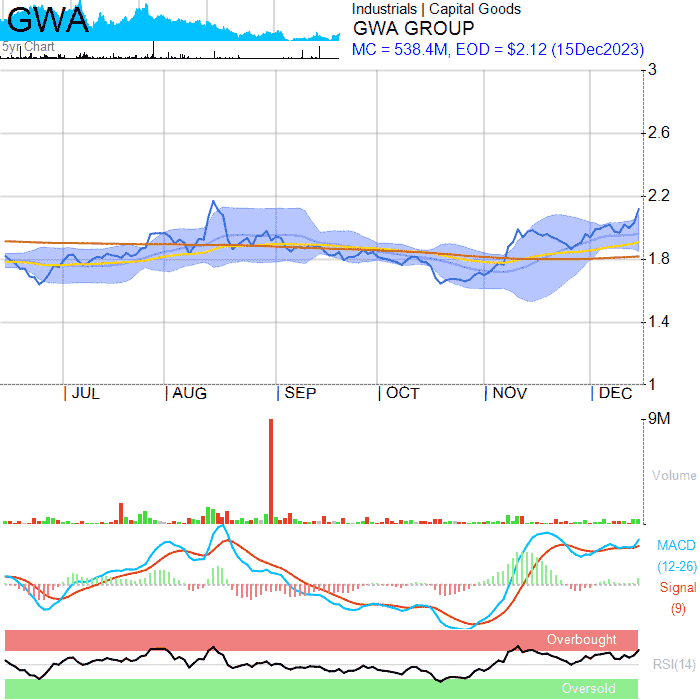 GWA
5yr Chart
Industrials | Capital Goods
GWA GROUP
MC = 538.4M, EOD = $2.12 (15Dec2023)
3
2.6
2.2
1.8
1.4
1
| JUL | AUG | SEP | OCT | NOV | DEC
9M
Volume
MACD
(12-26)
Signal
(9)
Overbought
RSI(14)
Oversold